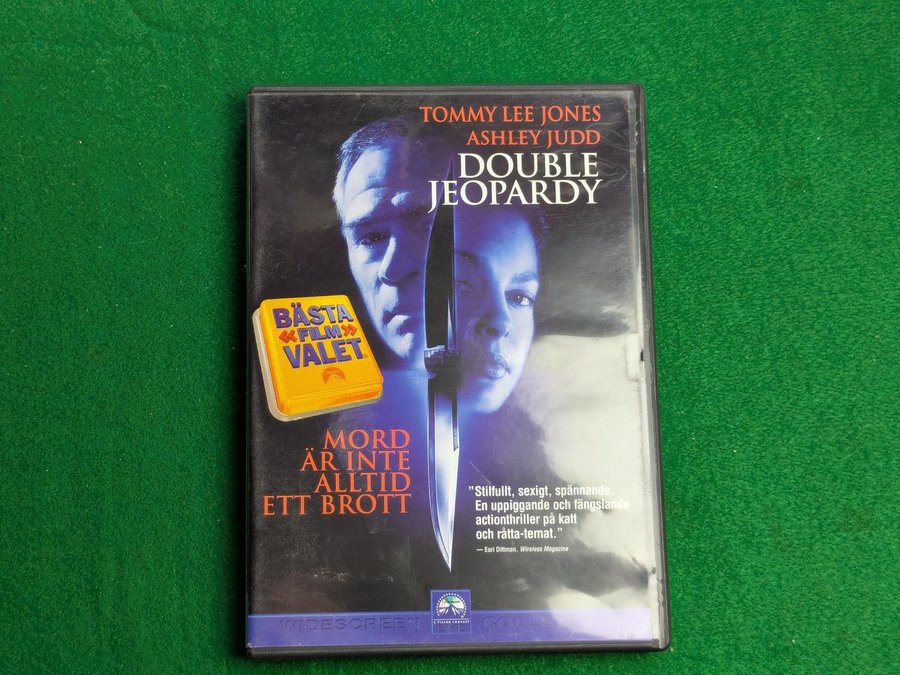 TOMMY LEE JONES
ASHLEY JUDD
DOUBLE
JEOPARDY
BÄSTA
«FILM»
VALET®
MORD
ÄR INTE
ALLTID
ETT BROTT
"Stilfullt, sexigt, spännande.
En uppiggande och fängslande
actionthriller på katt
och råtta-temat."
— Earl Dittman, Wireless Magazine
WIDESCREEN